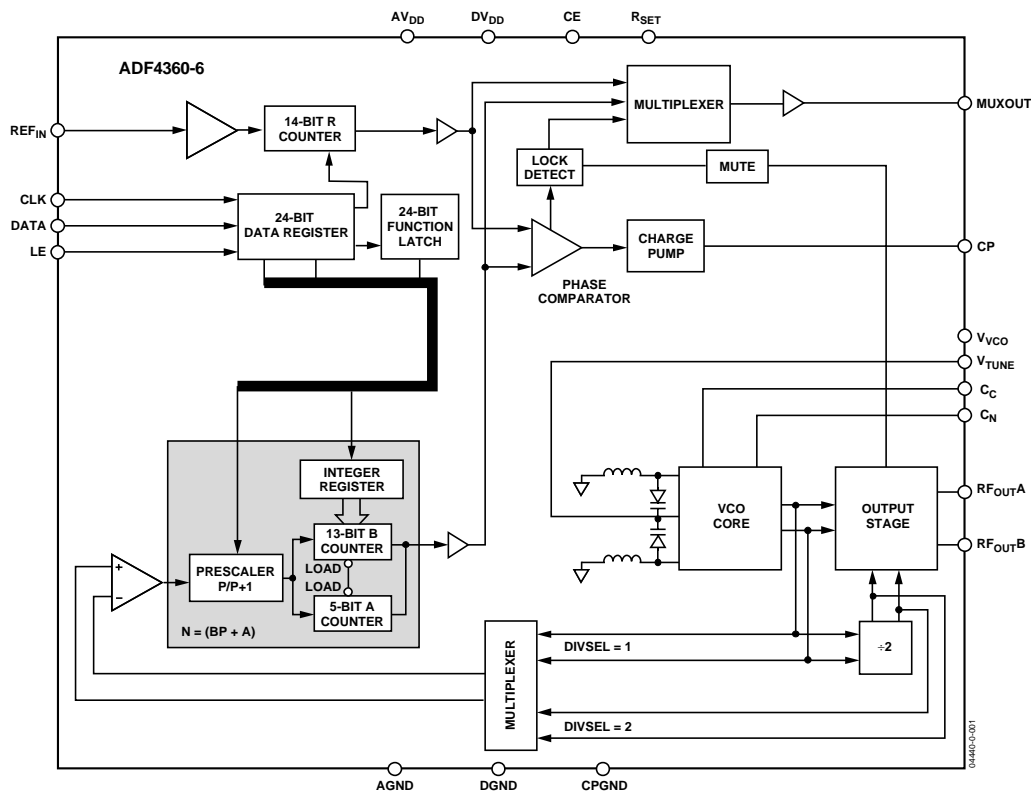 AVDD
DVDD
CE
RSET
ADF4360-6
REFIN
14-BIT R
COUNTER
MULTIPLEXER
MUXOUT
LOCK
DETECT
MUTE
CLK
DATA
LE
24-BIT
DATA REGISTER
24-BIT
FUNCTION
LATCH
CHARGE
PUMP
CP
PHASE
COMPARATOR
VVCO
VTUNE
CC
CN
INTEGER
REGISTER
13-BIT B
COUNTER
LOAD
LOAD
5-BIT A
COUNTER
PRESCALER
P/P+1
+
−
N = (BP + A)
VCO
CORE
OUTPUT
STAGE
RFOUTA
RFOUTB
MULTIPLEXER
DIVSEL = 1
DIVSEL = 2
÷2
04440-0-001
AGND
DGND
CPGND